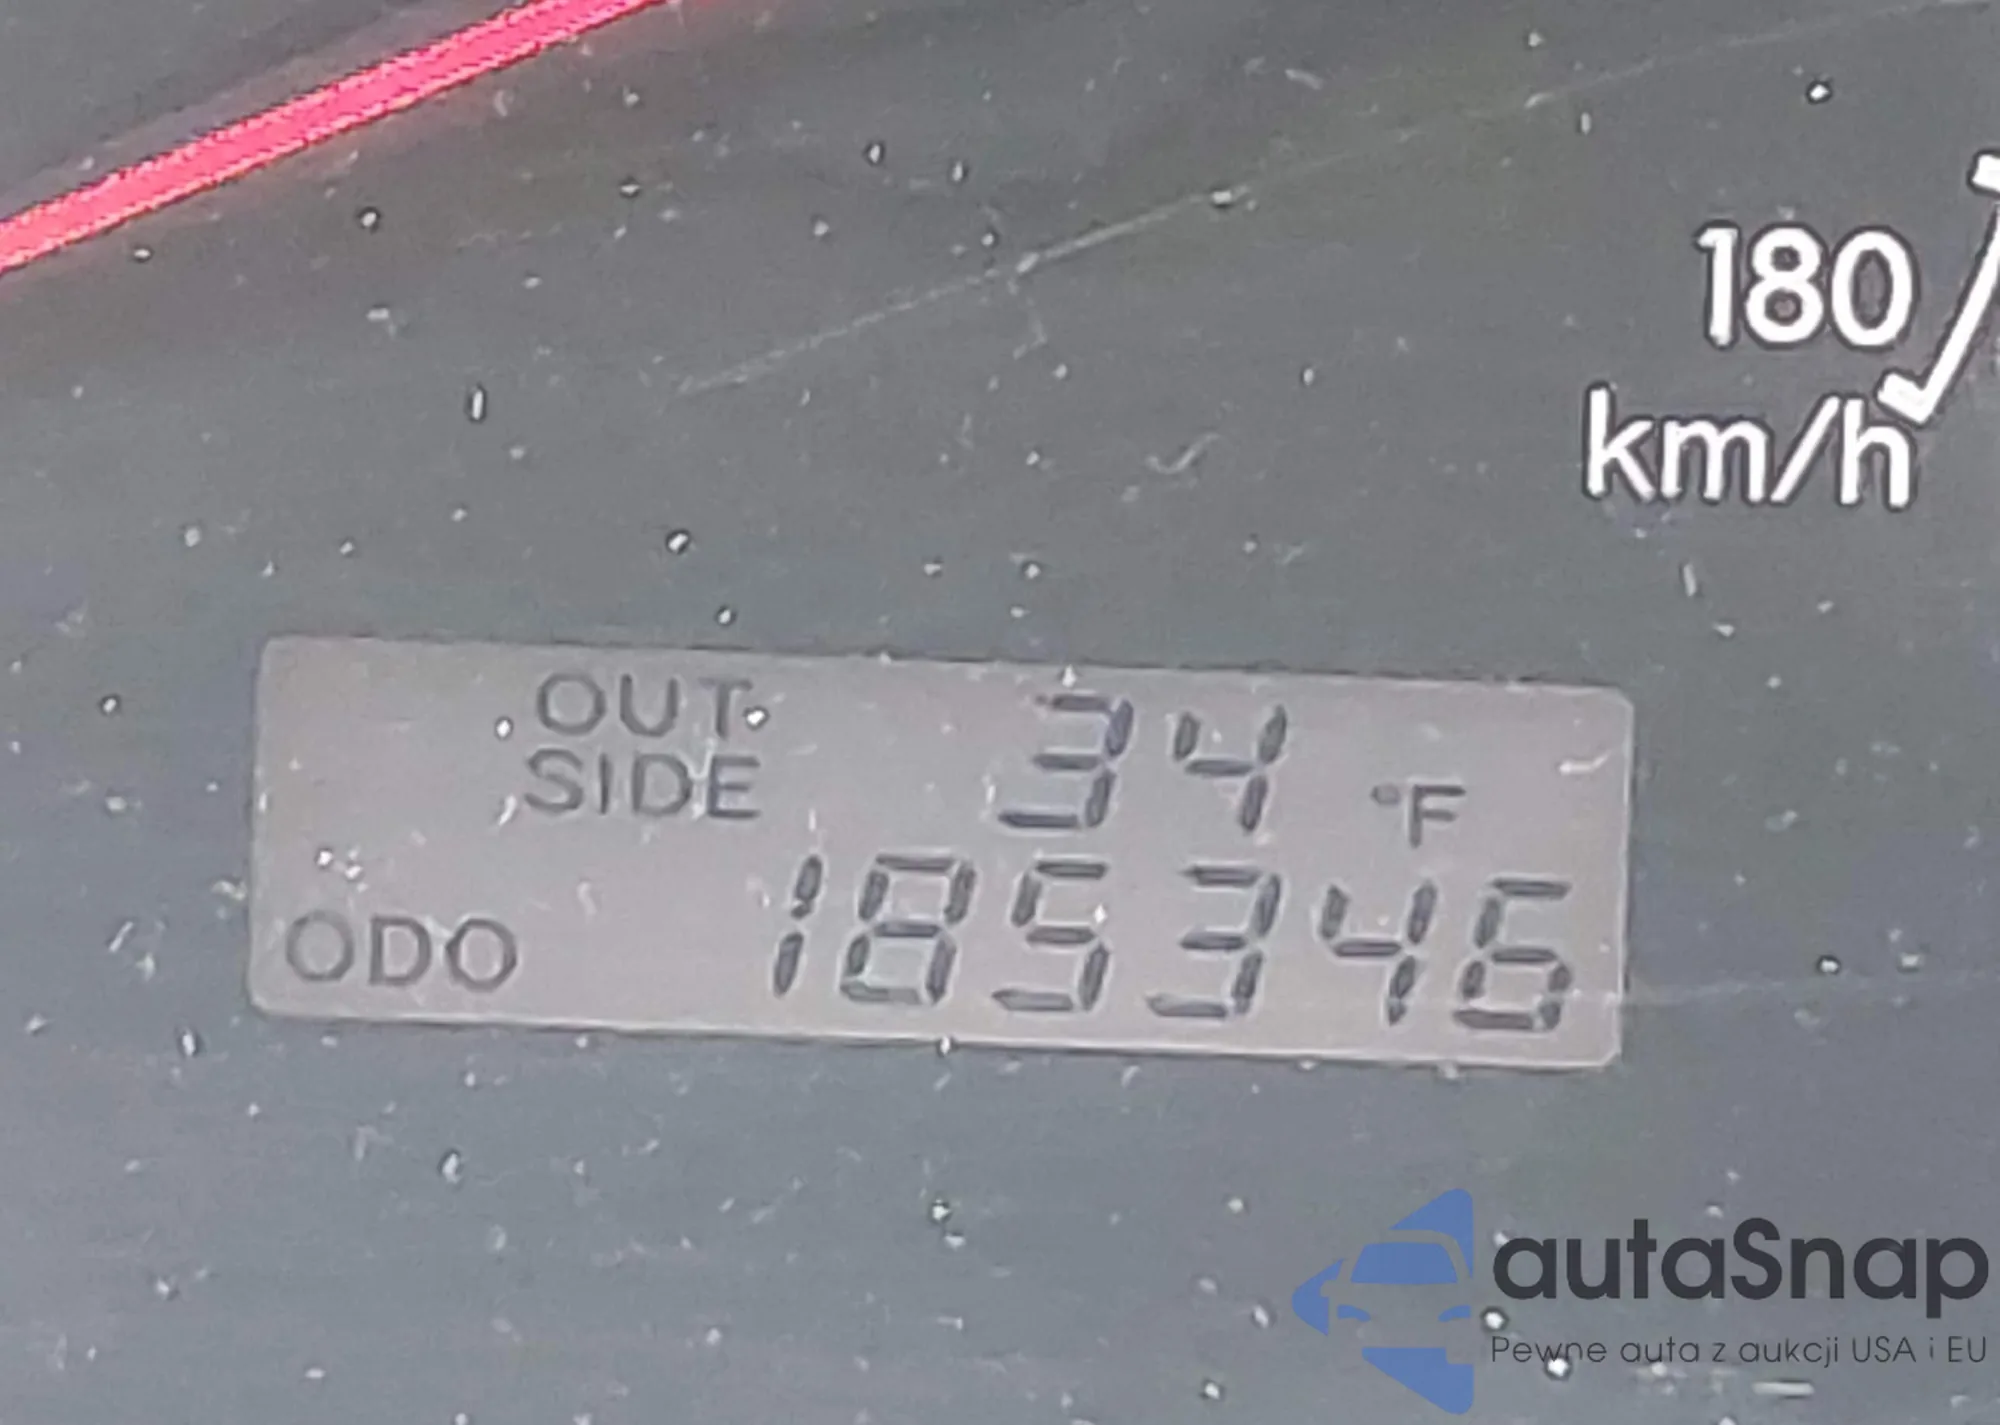 180
km/h
OUT
SIDE 34 °F
ODO 185346
autaSnap
Pewne auta z aukcji USA i EU